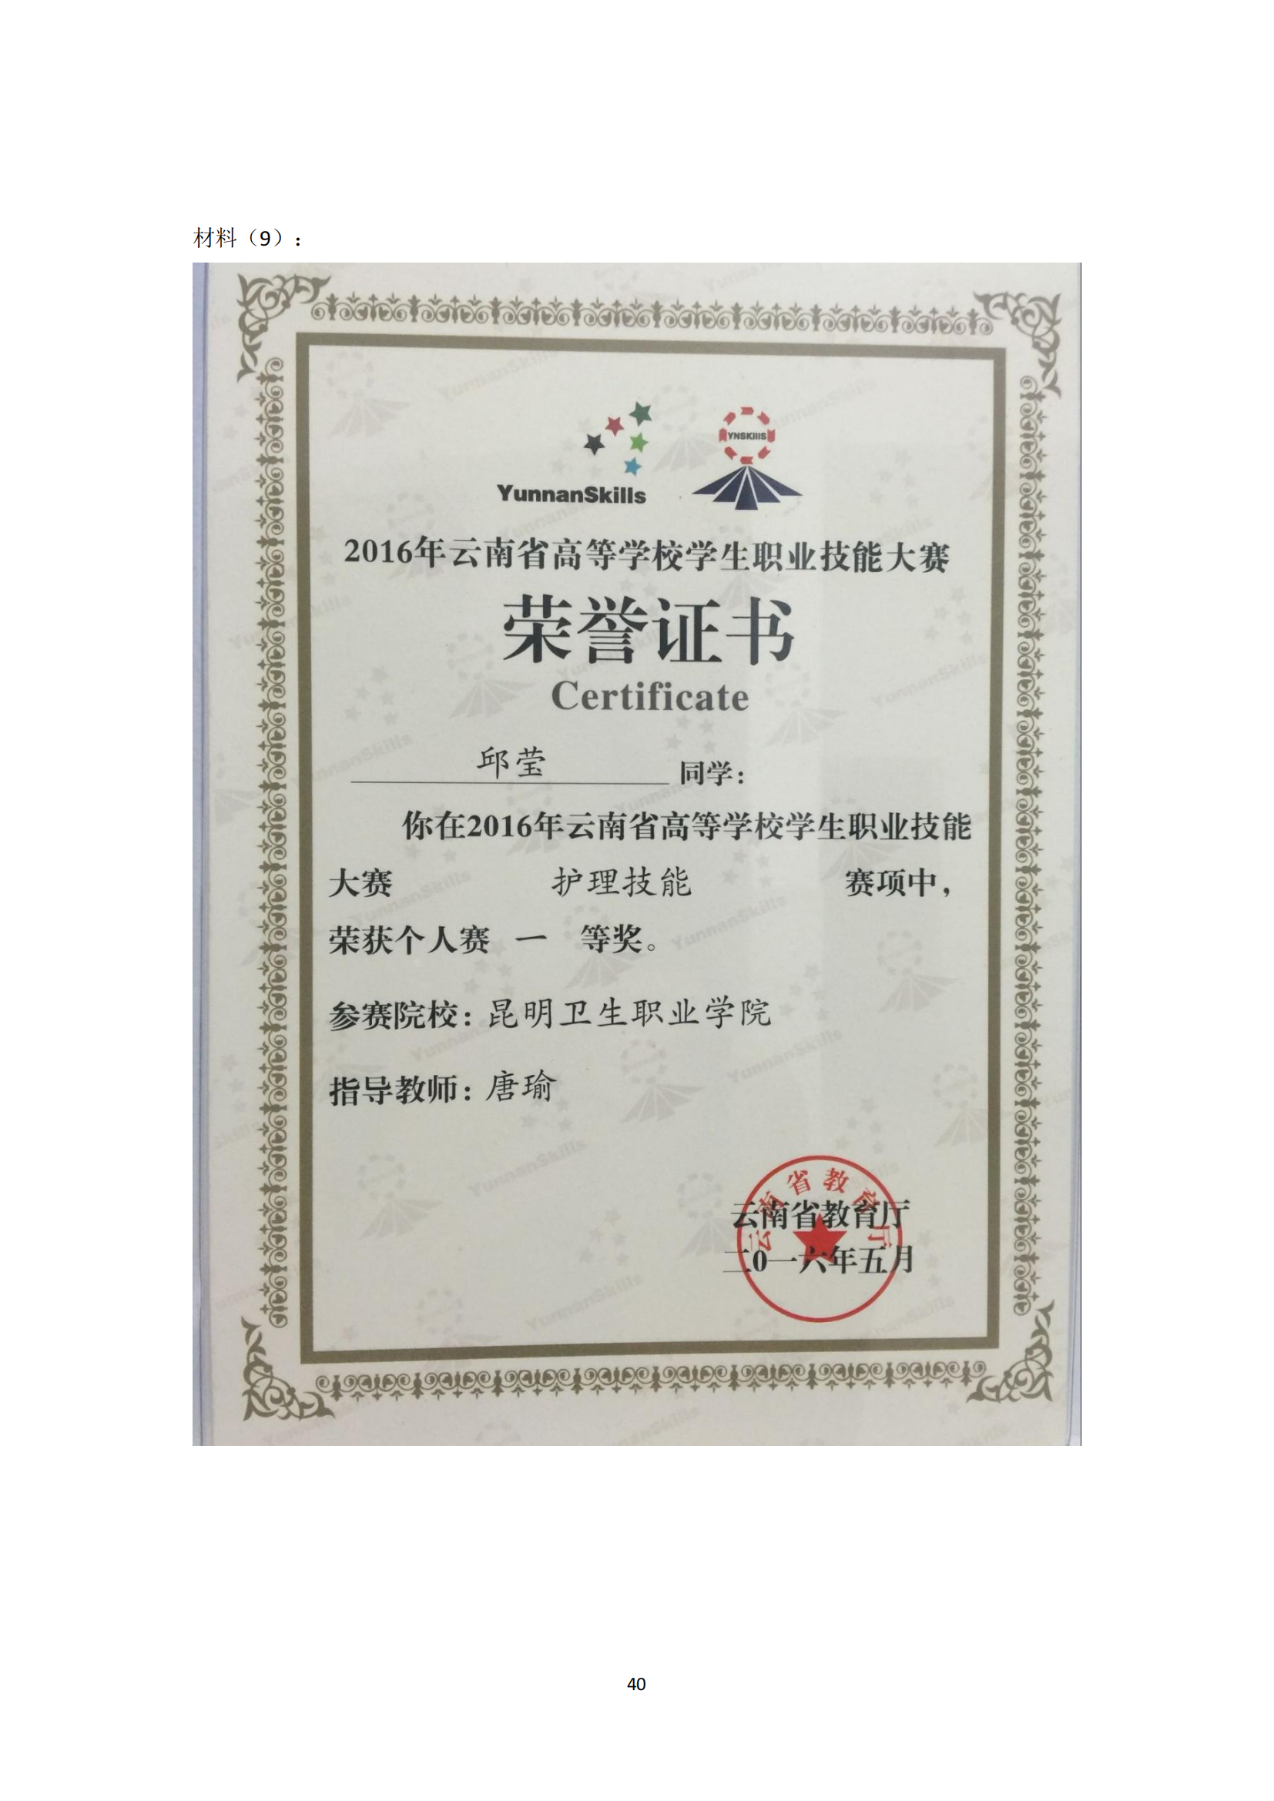 材料（9）：
YNSKIllS
YunnanSkills
2016年云南省高等学校学生职业技能大赛
荣誉证书
Certificate
邱莹 同学：
你在2016年云南省高等学校学生职业技能
大赛 护理技能 赛项中，
荣获个人赛 一 等奖。
参赛院校：昆明卫生职业学院
指导教师：唐瑜
云南省教育厅
云南省教育厅
二0一六年五月
40